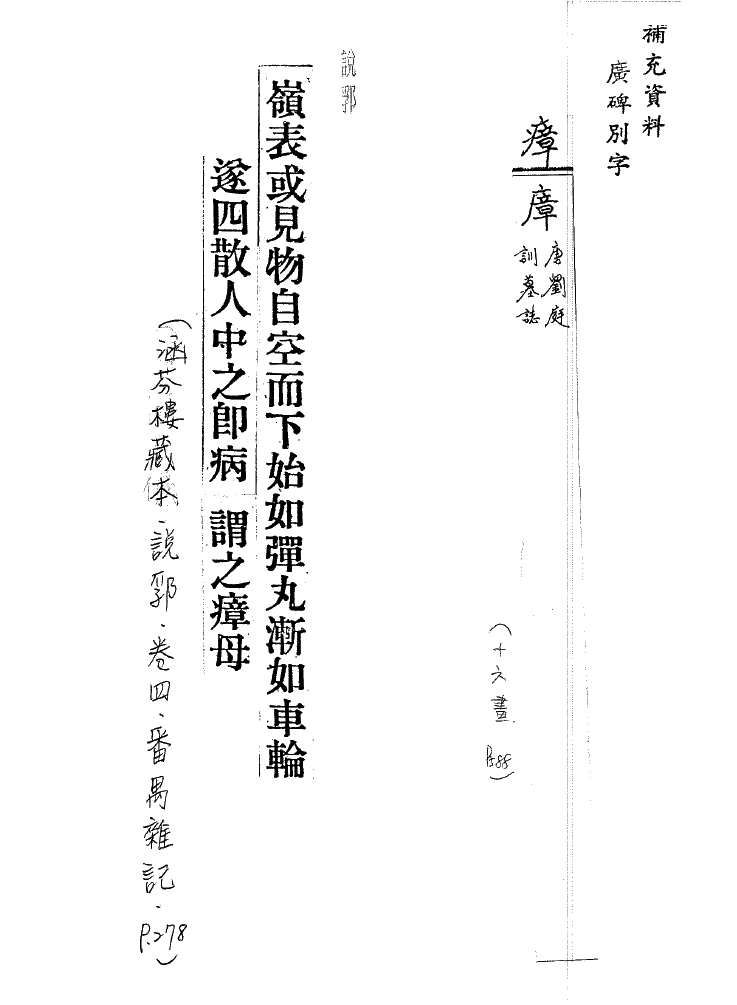 補充資料
廣碑別字
瘴
㢓唐劉庭
訓墓誌
(十六畫 P588)
說郛
嶺表或見物自空而下始如彈丸漸如車輪
遂四散人中之卽病 謂之瘴母
(涵芬樓藏本．說郛．卷四．番禺雜記．P.278)